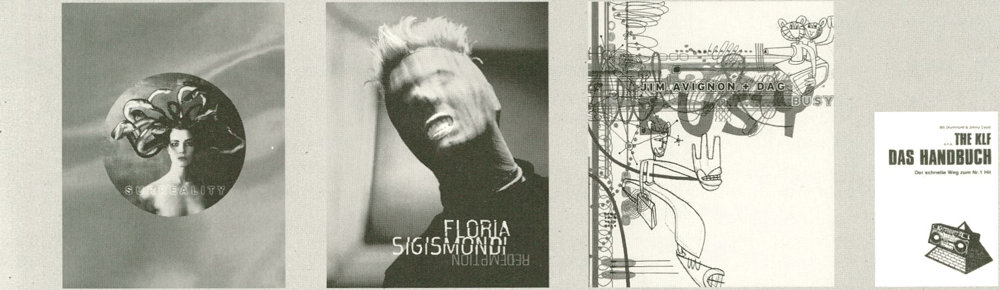 SURREALITY
FLORIA
SIGISMONDI
REDEMPTION
JIM AVIGNON + DAG
BUSY
BUSY
Bill Drummond & Jimmy Cauty
a.k.a. THE KLF
DAS HANDBUCH
Der schnelle Weg zum Nr.1 Hit